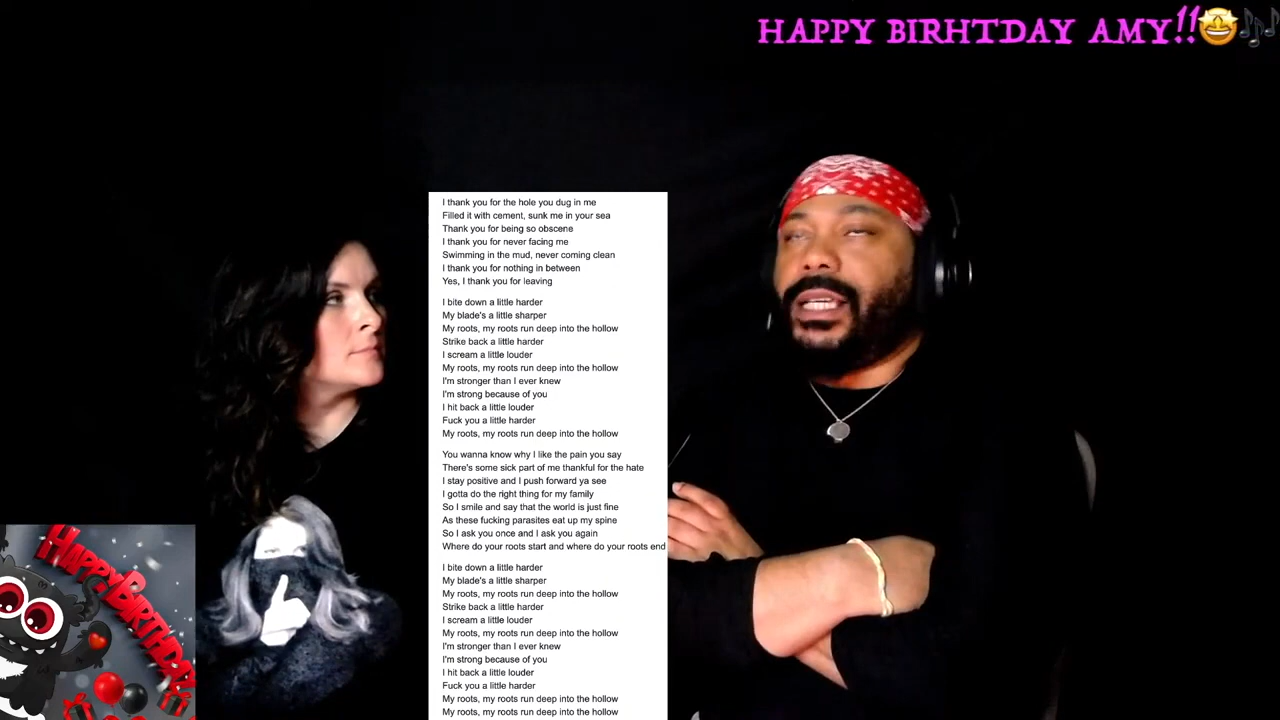 HAPPY BIRHTDAY AMY!!🤩🎶
I thank you for the hole you dug in me
Filled it with cement, sunk me in your sea
Thank you for being so obscene
I thank you for never facing me
Swimming in the mud, never coming clean
I thank you for nothing in between
Yes, I thank you for leaving
I bite down a little harder
My blade's a little sharper
My roots, my roots run deep into the hollow
Strike back a little harder
I scream a little louder
My roots, my roots run deep into the hollow
I'm stronger than I ever knew
I'm strong because of you
I hit back a little louder
Fuck you a little harder
My roots, my roots run deep into the hollow
You wanna know why I like the pain you say
There's some sick part of me thankful for the hate
I stay positive and I push forward ya see
I gotta do the right thing for my family
So I smile and say that the world is just fine
As these fucking parasites eat up my spine
So I ask you once and I ask you again
Where do your roots start and where do your roots end
I bite down a little harder
My blade's a little sharper
My roots, my roots run deep into the hollow
Strike back a little harder
I scream a little louder
My roots, my roots run deep into the hollow
I'm stronger than I ever knew
I'm strong because of you
I hit back a little louder
Fuck you a little harder
My roots, my roots run deep into the hollow
My roots, my roots run deep into the hollow
HAPPY BIRTHDAY